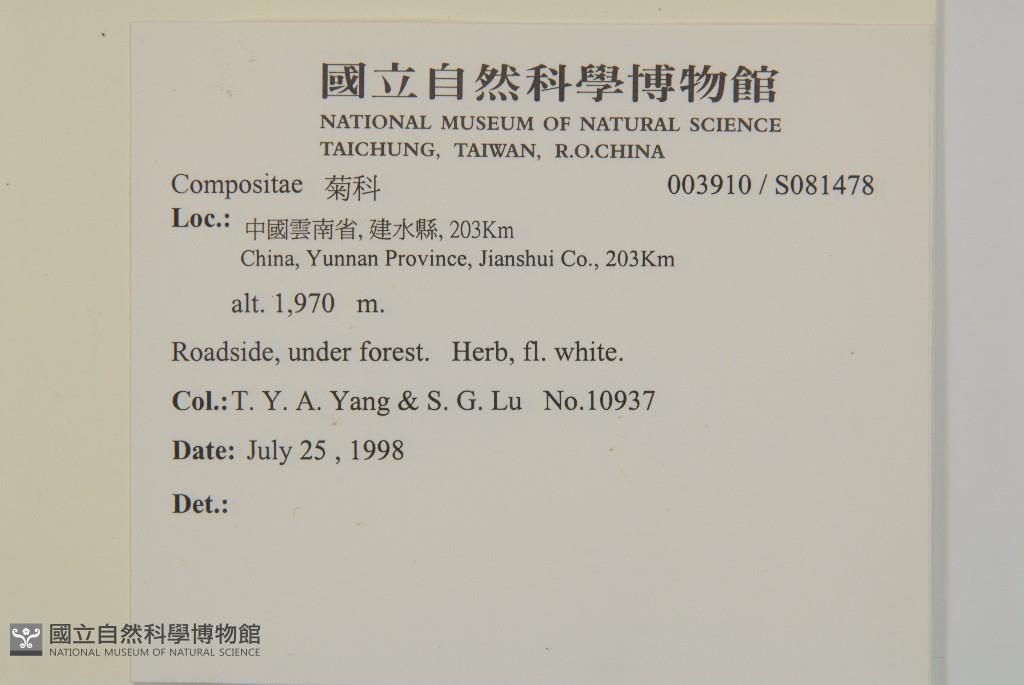 國立自然科學博物館
NATIONAL MUSEUM OF NATURAL SCIENCE
TAICHUNG, TAIWAN, R.O.CHINA
Compositae 菊科 003910 / S081478
Loc.: 中國雲南省, 建水縣, 203Km
China, Yunnan Province, Jianshui Co., 203Km
alt. 1,970 m.
Roadside, under forest. Herb, fl. white.
Col.: T. Y. A. Yang & S. G. Lu No.10937
Date: July 25 , 1998
Det.:
國立自然科學博物館
NATIONAL MUSEUM OF NATURAL SCIENCE